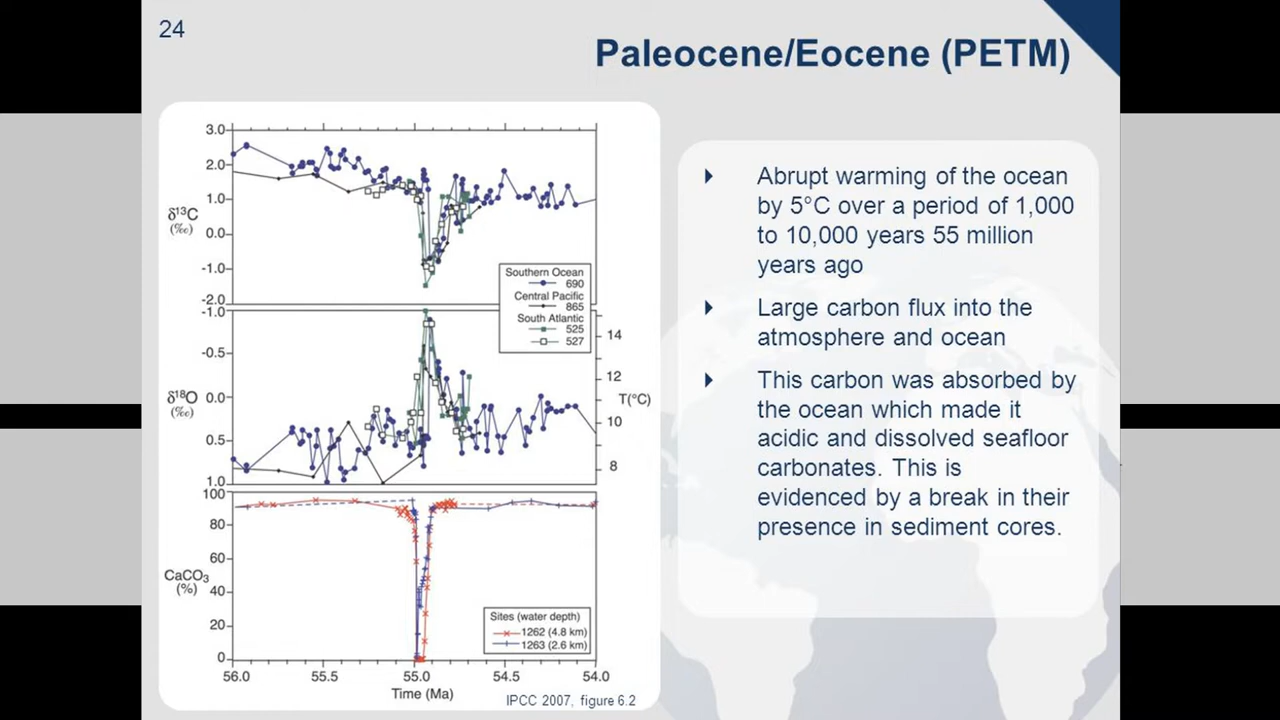 24
Paleocene/Eocene (PETM)
3.0
2.0
1.0
0.0
-1.0
-2.0
δ¹³C
(‰)
Southern Ocean
690
Central Pacific
865
South Atlantic
525
527
-1.0
-0.5
0.0
0.5
1.0
δ¹⁸O
(‰)
14
12
10
8
T(°C)
100
80
60
40
20
0
CaCO₃
(%)
Sites (water depth)
1262 (4.8 km)
1263 (2.6 km)
56.0 55.5 55.0 54.5 54.0
Time (Ma)
IPCC 2007, figure 6.2
Abrupt warming of the ocean
by 5°C over a period of 1,000
to 10,000 years 55 million
years ago
Large carbon flux into the
atmosphere and ocean
This carbon was absorbed by
the ocean which made it
acidic and dissolved seafloor
carbonates. This is
evidenced by a break in their
presence in sediment cores.